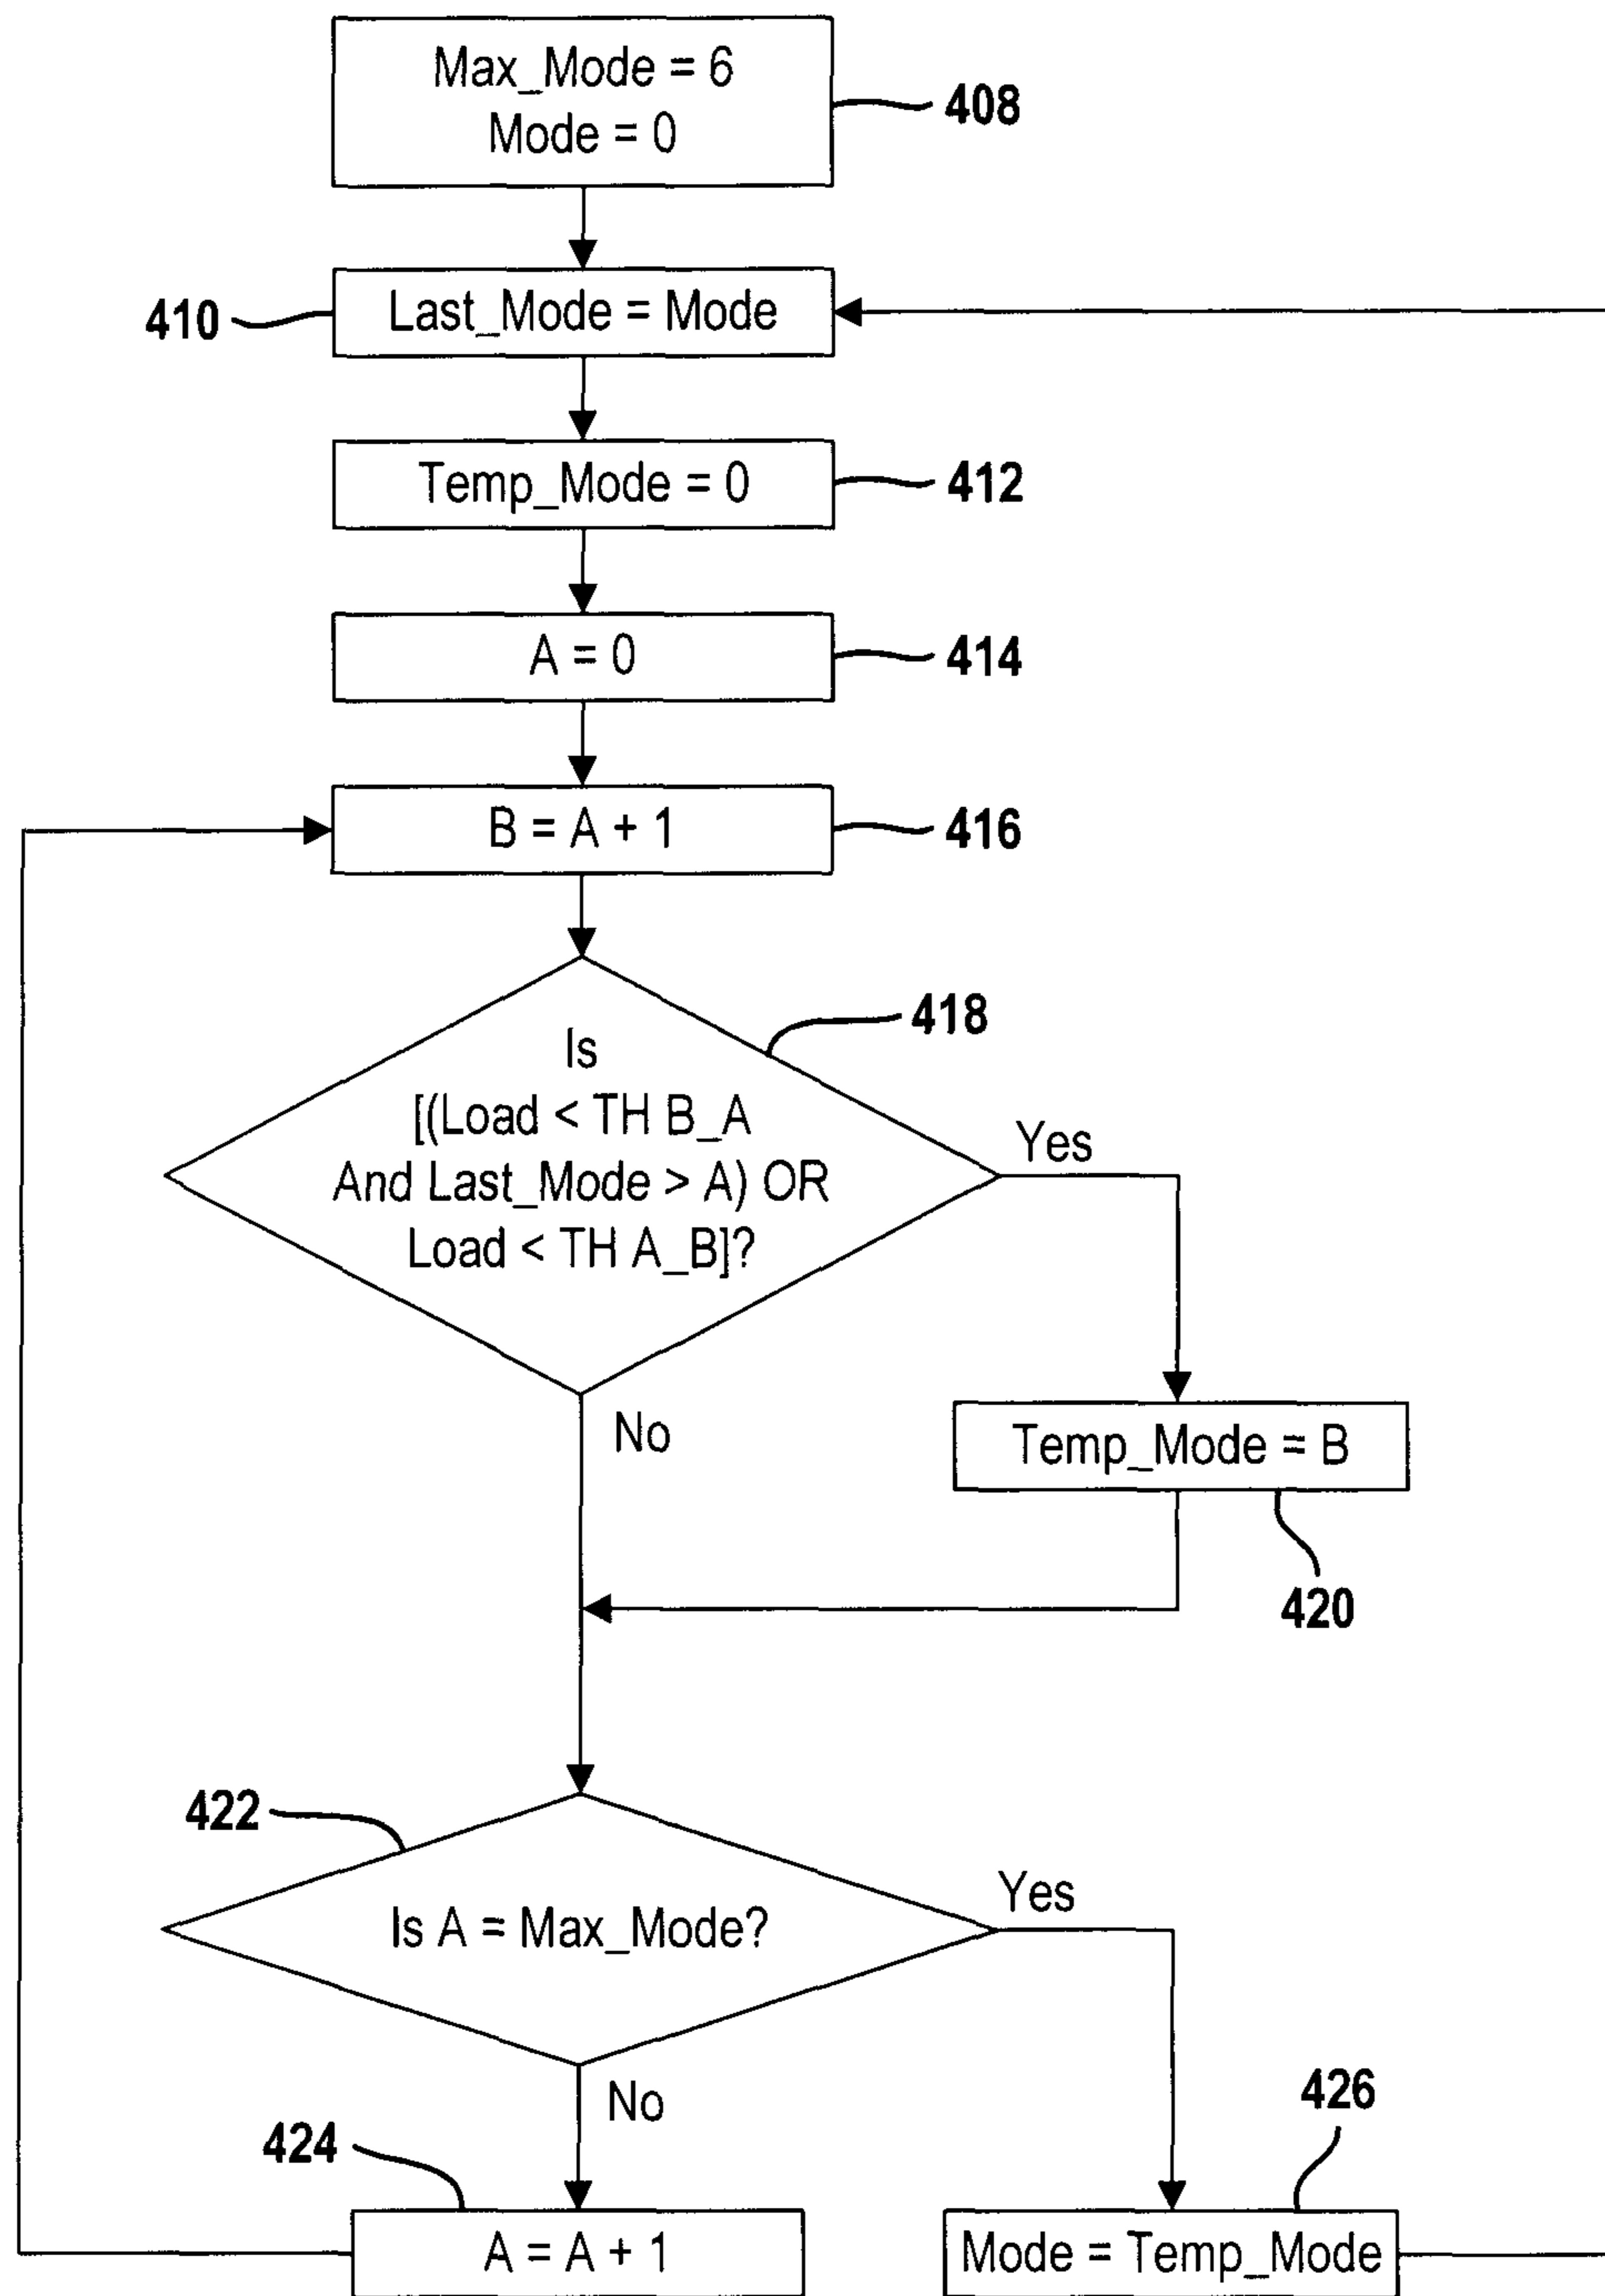 Max_Mode = 6
Mode = 0
408
410
Last_Mode = Mode
Temp_Mode = 0
412
A = 0
414
B = A + 1
416
418
Is
[(Load < TH B_A
And Last_Mode > A) OR
Load < TH A_B]?
Yes
No
Temp_Mode = B
420
422
Is A = Max_Mode?
Yes
No
424
A = A + 1
426
Mode = Temp_Mode